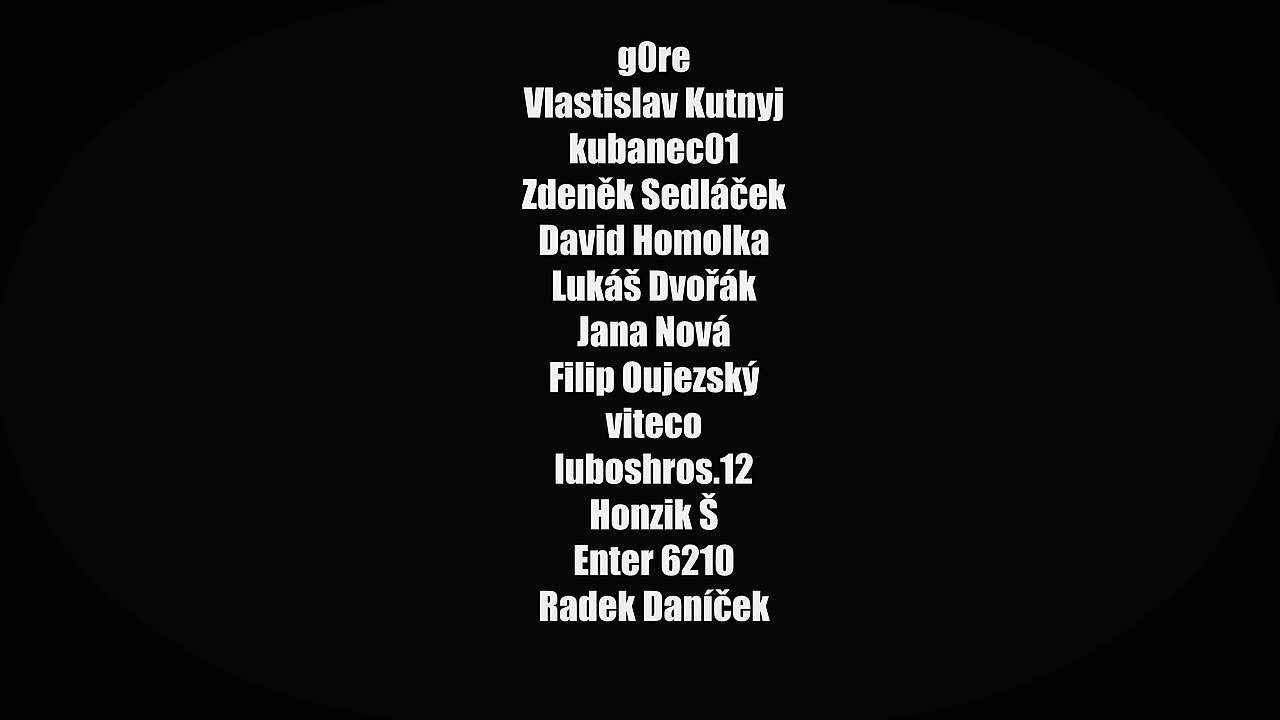 g0re
Vlastislav Kutnyj
kubanec01
Zdeněk Sedláček
David Homolka
Lukáš Dvořák
Jana Nová
Filip Oujezský
viteco
luboshros.12
Honzik Š
Enter 6210
Radek Daníček